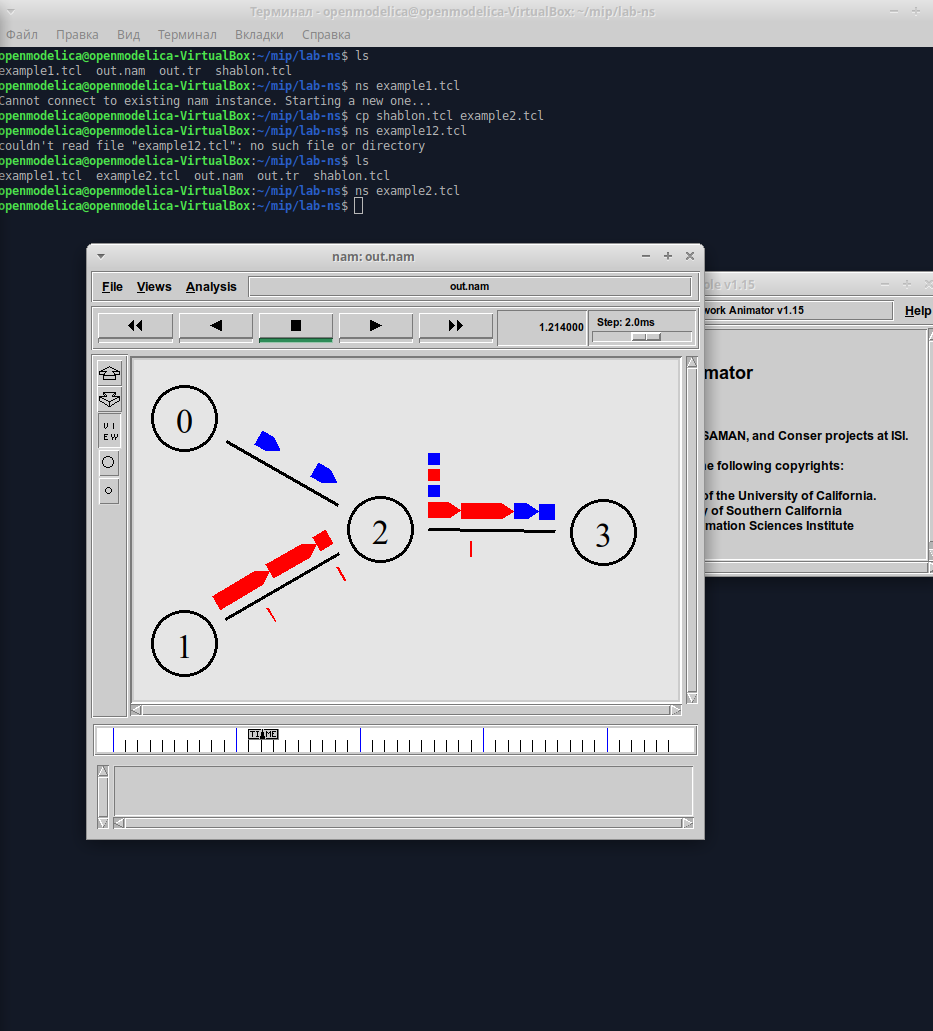 Терминал - openmodelica@openmodelica-VirtualBox: ~/mip/lab-ns
Файл Правка Вид Терминал Вкладки Справка
openmodelica@openmodelica-VirtualBox:~/mip/lab-ns$ ls
example1.tcl out.nam out.tr shablon.tcl
openmodelica@openmodelica-VirtualBox:~/mip/lab-ns$ ns example1.tcl
Cannot connect to existing nam instance. Starting a new one...
openmodelica@openmodelica-VirtualBox:~/mip/lab-ns$ cp shablon.tcl example2.tcl
openmodelica@openmodelica-VirtualBox:~/mip/lab-ns$ ns example12.tcl
couldn't read file "example12.tcl": no such file or directory
openmodelica@openmodelica-VirtualBox:~/mip/lab-ns$ ls
example1.tcl example2.tcl out.nam out.tr shablon.tcl
openmodelica@openmodelica-VirtualBox:~/mip/lab-ns$ ns example2.tcl
openmodelica@openmodelica-VirtualBox:~/mip/lab-ns$
nam: out.nam
File Views Analysis out.nam
1.214000 Step: 2.0ms
VIEW
0
2
3
1
TIME
ole v1.15
work Animator v1.15 Help
mator
SAMAN, and Conser projects at ISI.
he following copyrights:
of the University of California.
y of Southern California
mation Sciences Institute